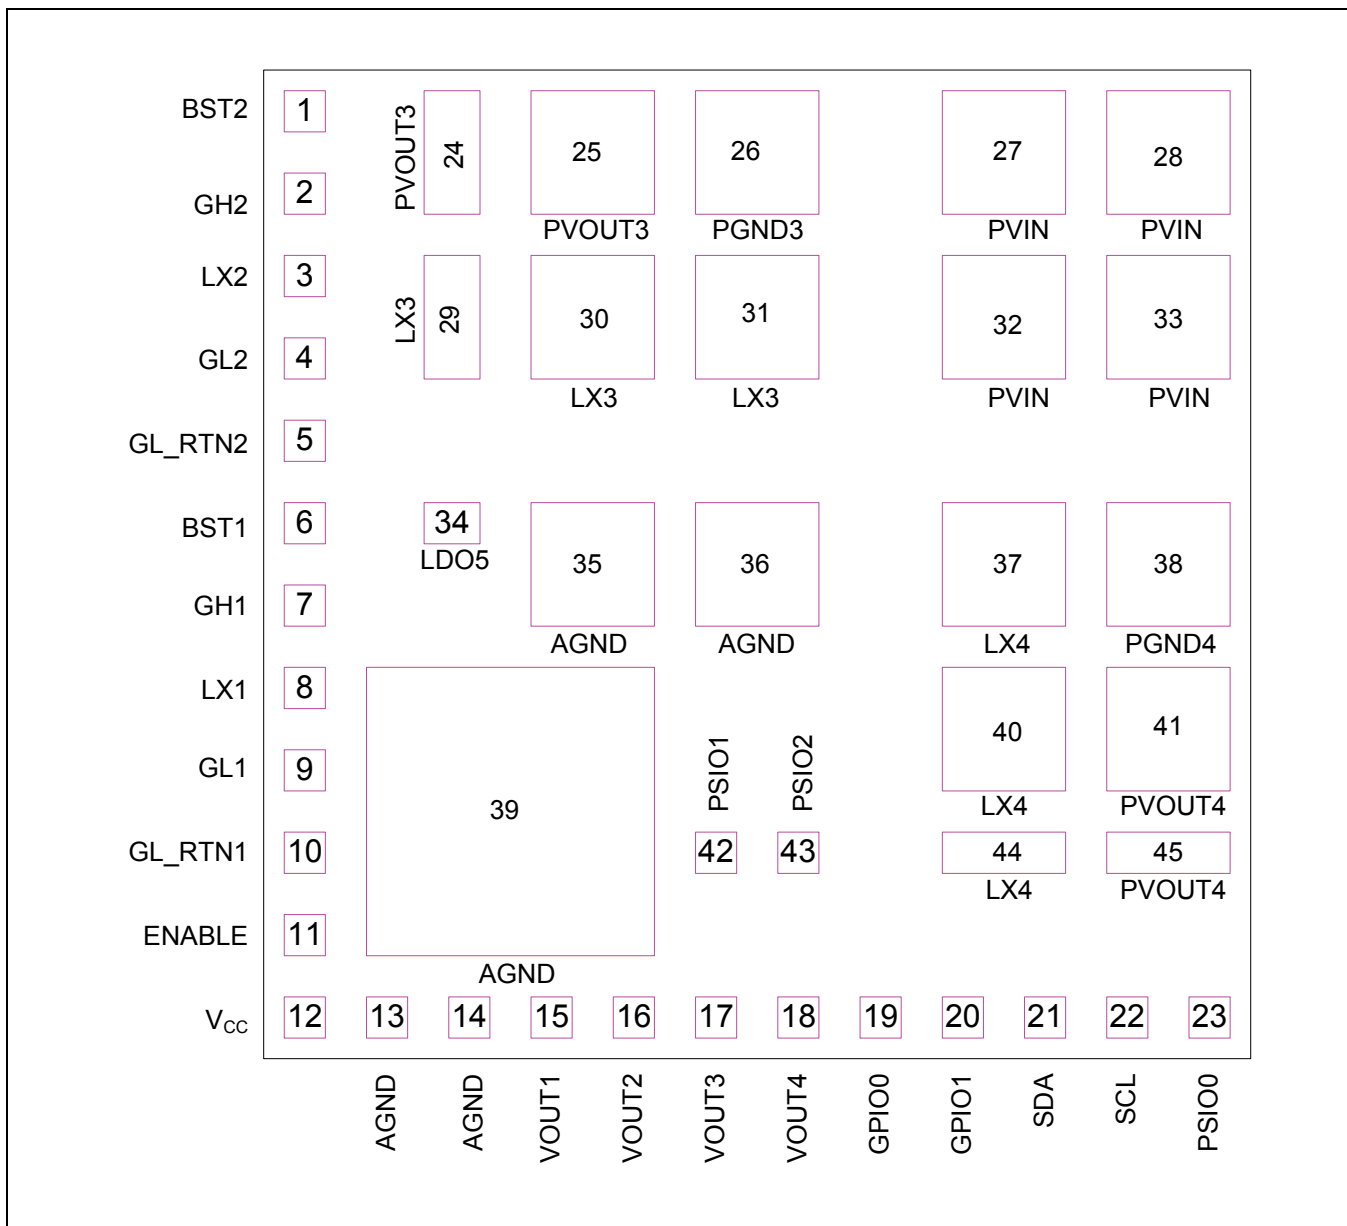 BST2 1 PVOUT3 24 25 26 27 28
GH2 2 PVOUT3 PGND3 PVIN PVIN
LX2 3 LX3 29 30 31 32 33
GL2 4 LX3 LX3 PVIN PVIN
GL_RTN2 5
BST1 6 34 35 36 37 38
LDO5
GH1 7 AGND AGND LX4 PGND4
LX1 8 40 41
GL1 9 39 PSIO1 PSIO2 LX4 PVOUT4
GL_RTN1 10 42 43 44 45
LX4 PVOUT4
ENABLE 11
AGND
VCC 12 13 14 15 16 17 18 19 20 21 22 23
AGND AGND VOUT1 VOUT2 VOUT3 VOUT4 GPIO0 GPIO1 SDA SCL PSIO0